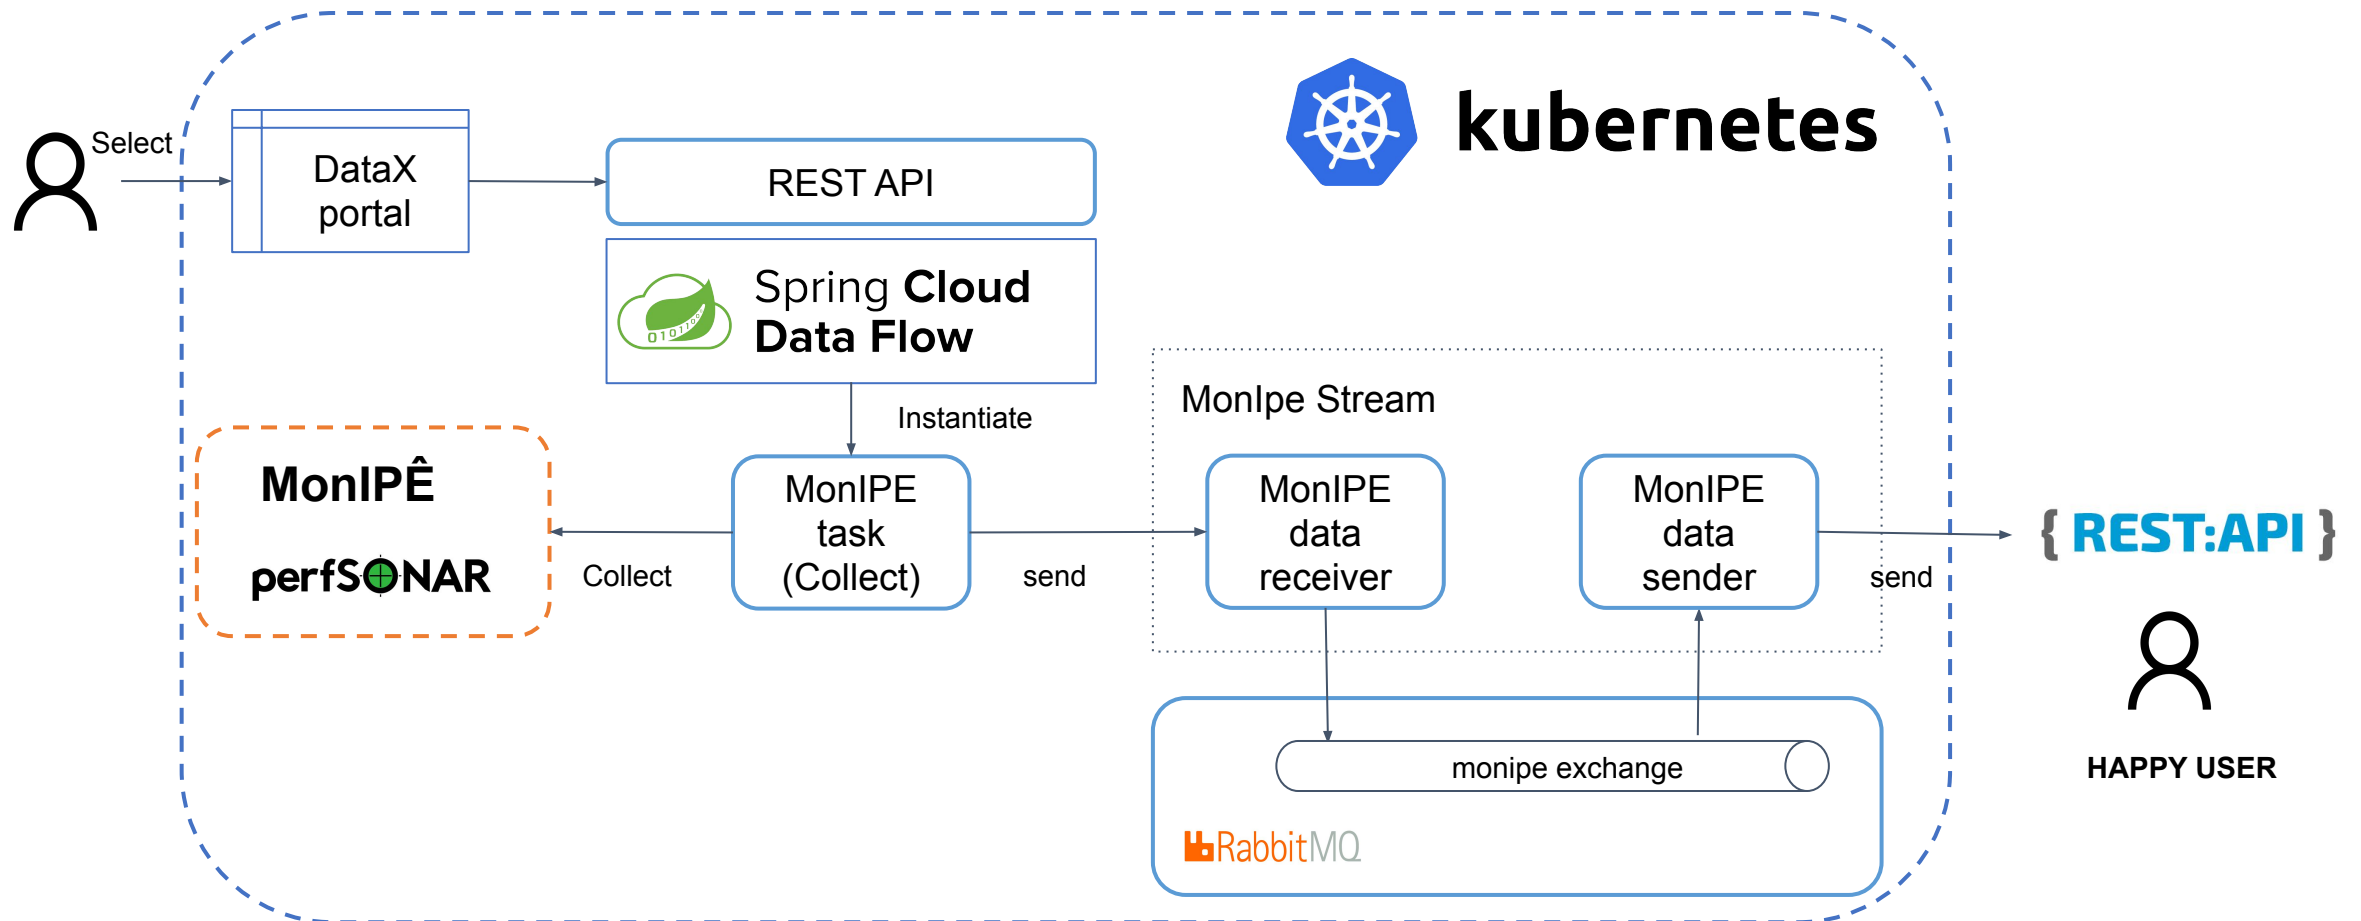 kubernetes
Select
DataX
portal
REST API
Spring Cloud
Data Flow
010110
Instantiate
MonIpe Stream
MonIPÊ
perfSONAR
Collect
MonIPE
task
(Collect)
send
MonIPE
data
receiver
MonIPE
data
sender
send
{ REST:API }
HAPPY USER
monipe exchange
RabbitMQ